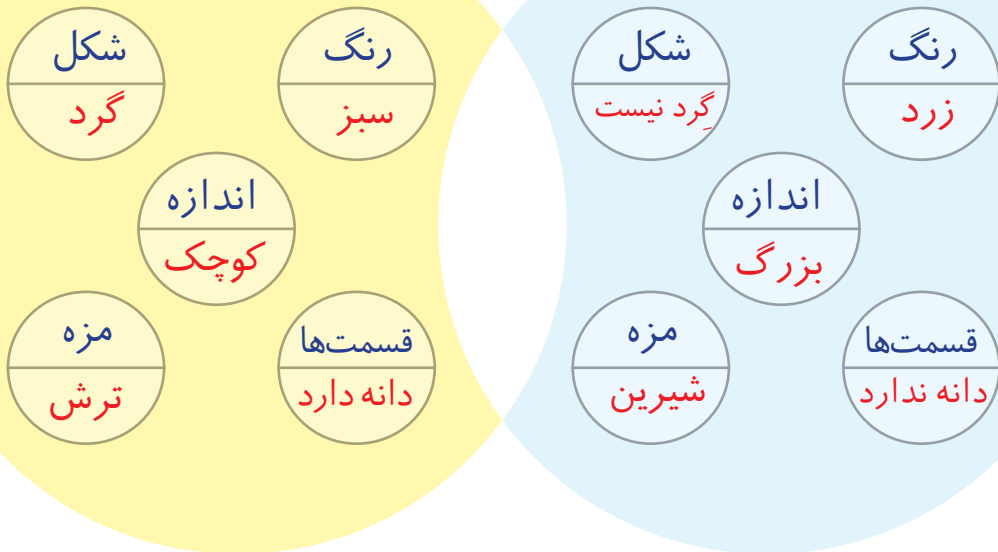 رنگ
زرد
شکل
گِرد نیست
اندازه
بزرگ
قسمت‌ها
دانه ندارد
مزه
شیرین
رنگ
سبز
شکل
گرد
اندازه
کوچک
قسمت‌ها
دانه دارد
مزه
ترش